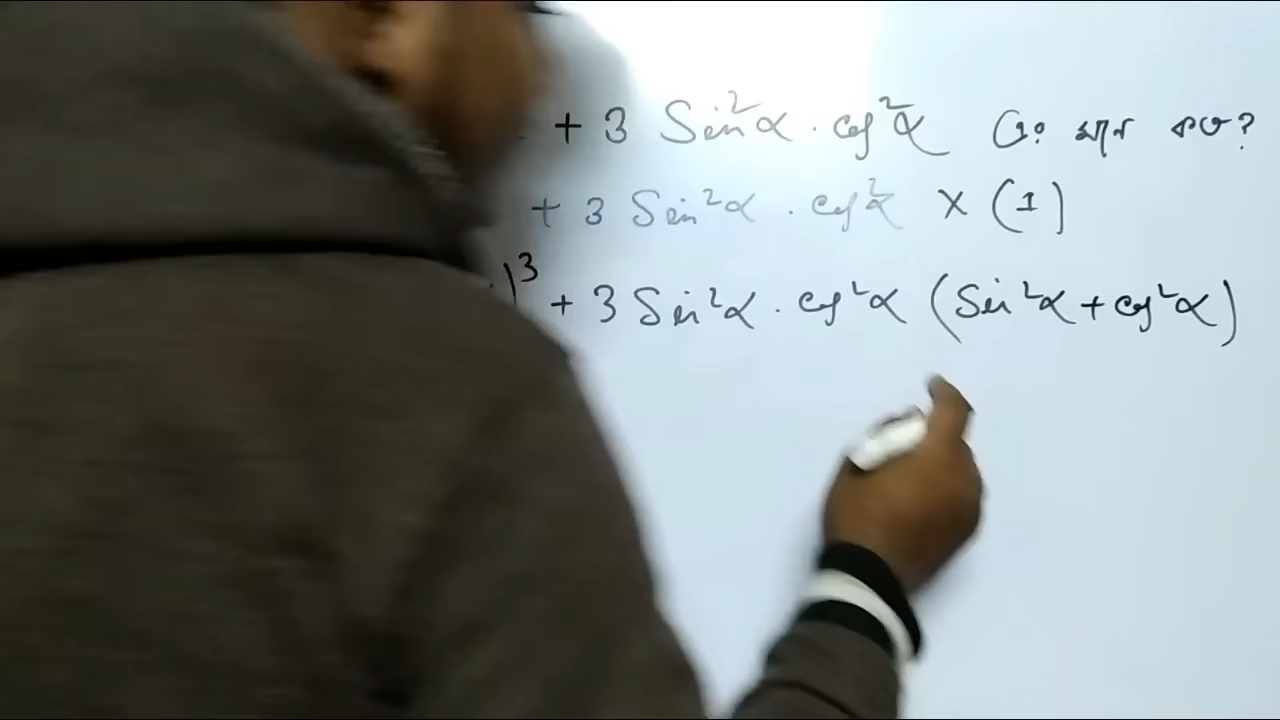 + 3 Sin²α . cos²α এর মান কত?
+ 3 Sin²α . cos²α × (1)
)³ + 3 Sin²α . cos²α (Sin²α + cos²α)